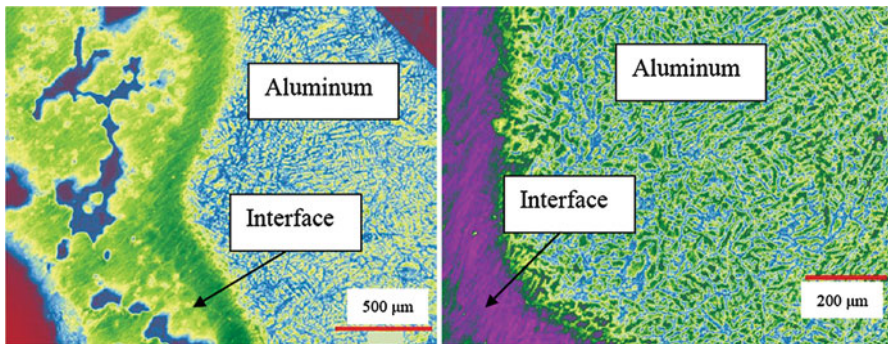 Aluminum
Interface
500 µm
Aluminum
Interface
200 µm